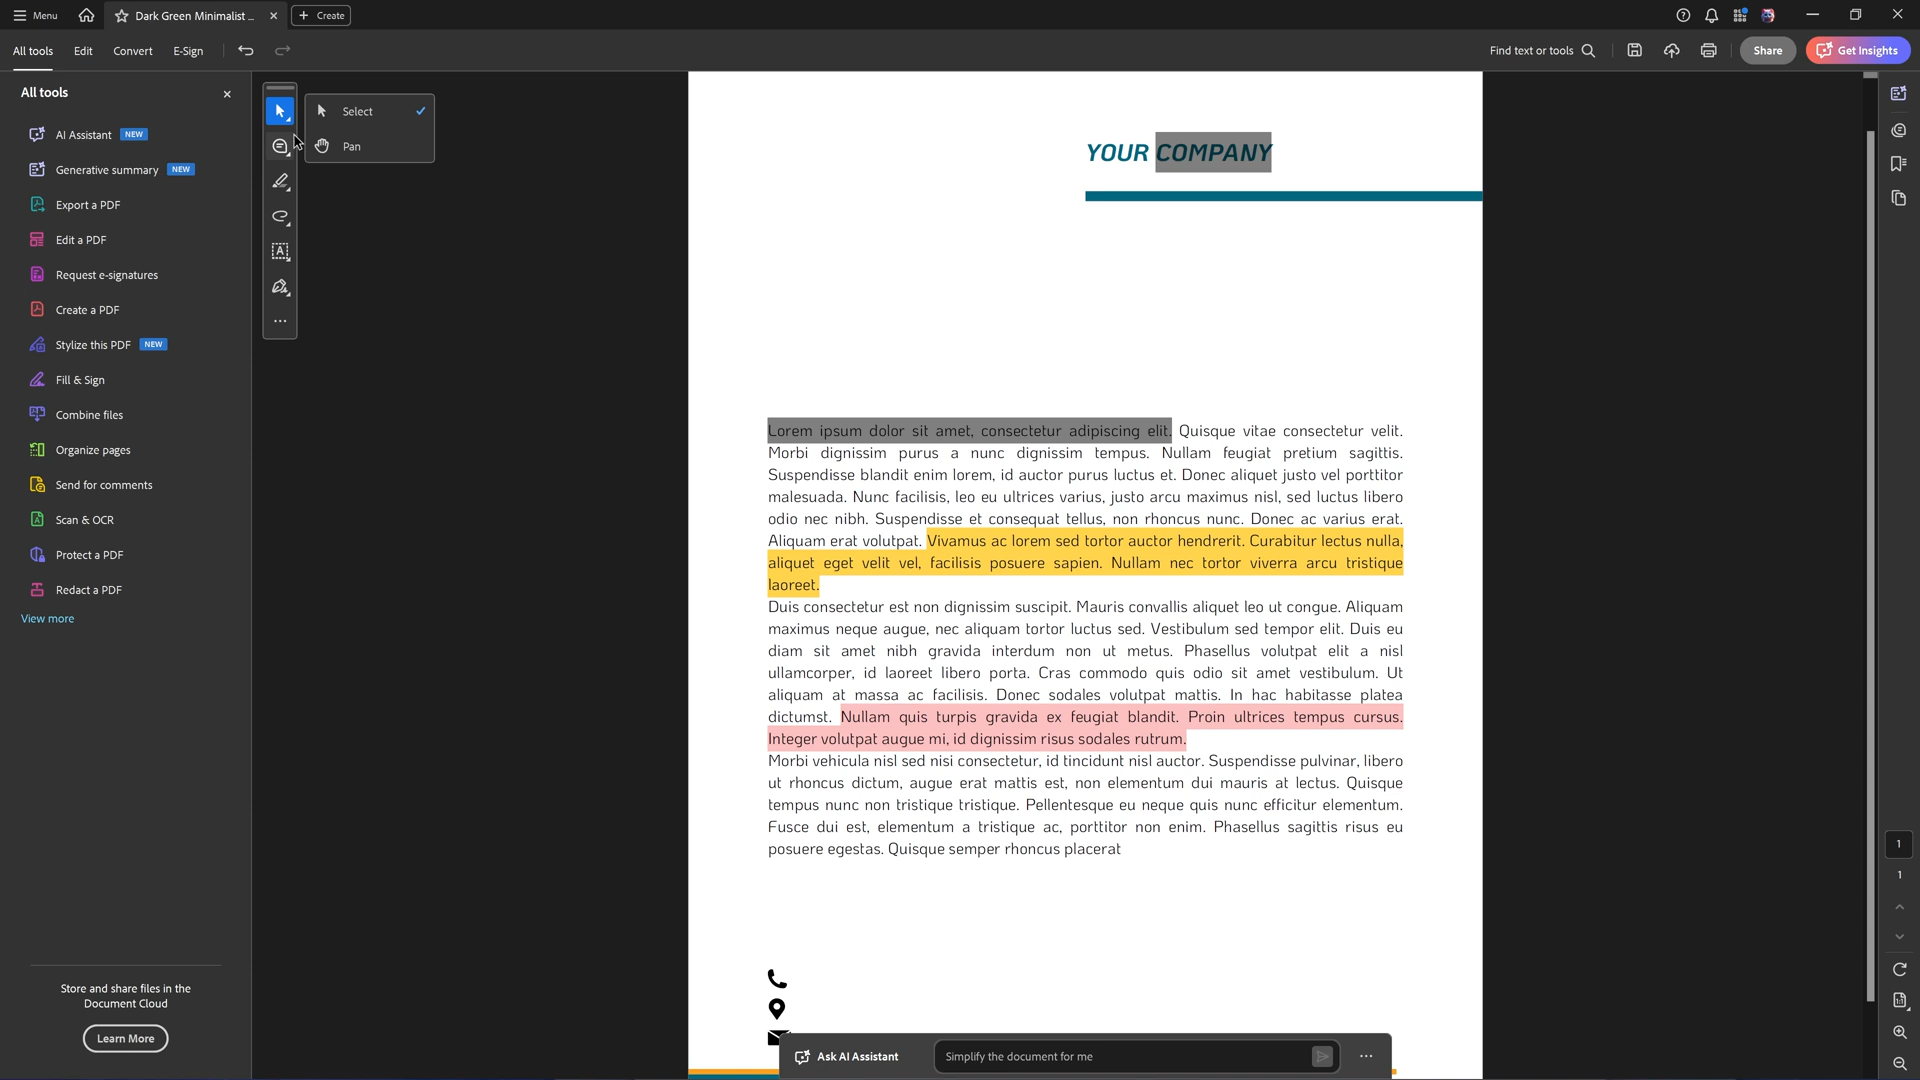 Menu
Dark Green Minimalist ...
Create
All tools
Edit
Convert
E-Sign
Find text or tools
Share
Get Insights
All tools
AI Assistant NEW
Generative summary NEW
Export a PDF
Edit a PDF
Request e-signatures
Create a PDF
Stylize this PDF NEW
Fill & Sign
Combine files
Organize pages
Send for comments
Scan & OCR
Protect a PDF
Redact a PDF
View more
Store and share files in the
Document Cloud
Learn More
Select
Pan
YOUR COMPANY
Lorem ipsum dolor sit amet, consectetur adipiscing elit. Quisque vitae consectetur velit.
Morbi dignissim purus a nunc dignissim tempus. Nullam feugiat pretium sagittis.
Suspendisse blandit enim lorem, id auctor purus luctus et. Donec aliquet justo vel porttitor
malesuada. Nunc facilisis, leo eu ultrices varius, justo arcu maximus nisl, sed luctus libero
odio nec nibh. Suspendisse et consequat tellus, non rhoncus nunc. Donec ac varius erat.
Aliquam erat volutpat. Vivamus ac lorem sed tortor auctor hendrerit. Curabitur lectus nulla,
aliquet eget velit vel, facilisis posuere sapien. Nullam nec tortor viverra arcu tristique
laoreet.
Duis consectetur est non dignissim suscipit. Mauris convallis aliquet leo ut congue. Aliquam
maximus neque augue, nec aliquam tortor luctus sed. Vestibulum sed tempor elit. Duis eu
diam sit amet nibh gravida interdum non ut metus. Phasellus volutpat elit a nisl
ullamcorper, id laoreet libero porta. Cras commodo quis odio sit amet vestibulum. Ut
aliquam at massa ac facilisis. Donec sodales volutpat mattis. In hac habitasse platea
dictumst. Nullam quis turpis gravida ex feugiat blandit. Proin ultrices tempus cursus.
Integer volutpat augue mi, id dignissim risus sodales rutrum.
Morbi vehicula nisl sed nisi consectetur, id tincidunt nisl auctor. Suspendisse pulvinar, libero
ut rhoncus dictum, augue erat mattis est, non elementum dui mauris at lectus. Quisque
tempus nunc non tristique tristique. Pellentesque eu neque quis nunc efficitur elementum.
Fusce dui est, elementum a tristique ac, porttitor non enim. Phasellus sagittis risus eu
posuere egestas. Quisque semper rhoncus placerat
Ask AI Assistant
Simplify the document for me
1
1